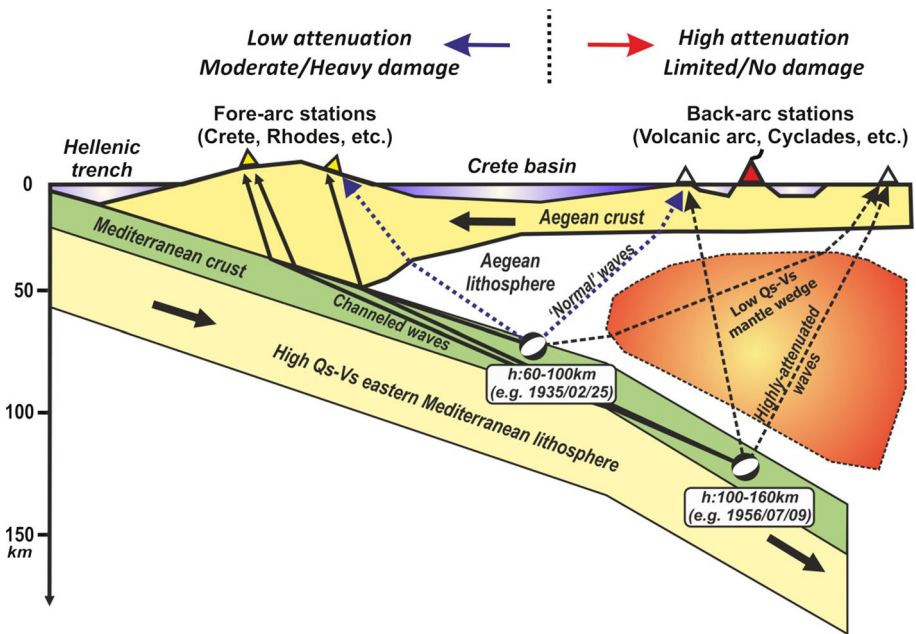 Low attenuation
Moderate/Heavy damage
High attenuation
Limited/No damage
Fore-arc stations
(Crete, Rhodes, etc.)
Back-arc stations
(Volcanic arc, Cyclades, etc.)
Hellenic
trench
Crete basin
0
Aegean crust
Mediterranean crust
Aegean
lithosphere
'Normal' waves
Low Qs-Vs
mantle wedge
50
Channeled waves
h:60-100km
(e.g. 1935/02/25)
Highly-attenuated
waves
High Qs-Vs eastern Mediterranean lithosphere
100
h:100-160km
(e.g. 1956/07/09)
150
km